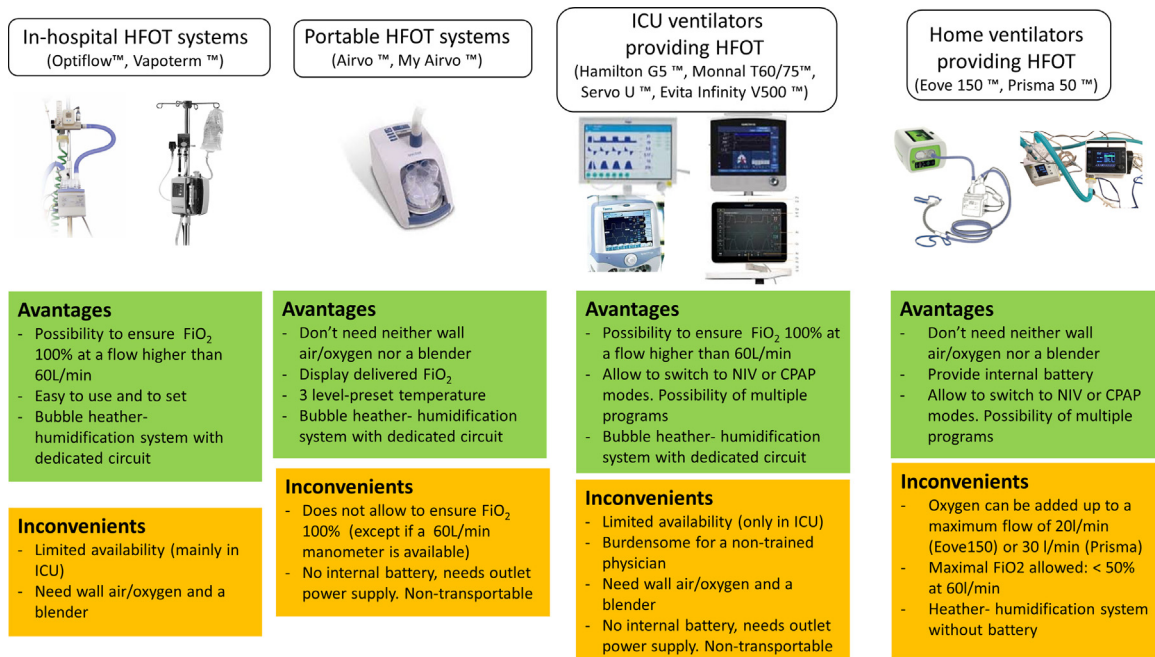 In-hospital HFOT systems
(Optiflow™, Vapoterm ™)
Avantages
- Possibility to ensure FiO2
100% at a flow higher than
60L/min
- Easy to use and to set
- Bubble heather-
humidification system with
dedicated circuit
Inconvenients
- Limited availability (mainly in
ICU)
- Need wall air/oxygen and a
blender
Portable HFOT systems
(Airvo ™, My Airvo ™)
Avantages
- Don’t need neither wall
air/oxygen nor a blender
- Display delivered FiO2
- 3 level-preset temperature
- Bubble heather- humidification
system with dedicated circuit
Inconvenients
- Does not allow to ensure FiO2
100% (except if a 60L/min
manometer is available)
- No internal battery, needs outlet
power supply. Non-transportable
ICU ventilators
providing HFOT
(Hamilton G5 ™, Monnal T60/75™,
Servo U ™, Evita Infinity V500 ™)
Avantages
- Possibility to ensure FiO2 100% at
a flow higher than 60L/min
- Allow to switch to NIV or CPAP
modes. Possibility of multiple
programs
- Bubble heather- humidification
system with dedicated circuit
Inconvenients
- Limited availability (only in ICU)
- Burdensome for a non-trained
physician
- Need wall air/oxygen and a
blender
- No internal battery, needs outlet
power supply. Non-transportable
Home ventilators
providing HFOT
(Eove 150 ™, Prisma 50 ™)
Avantages
- Don’t need neither wall
air/oxygen nor a blender
- Provide internal battery
- Allow to switch to NIV or CPAP
modes. Possibility of multiple
programs
Inconvenients
- Oxygen can be added up to a
maximum flow of 20l/min
(Eove150) or 30 l/min (Prisma)
- Maximal FiO2 allowed: < 50%
at 60l/min
- Heather- humidification system
without battery